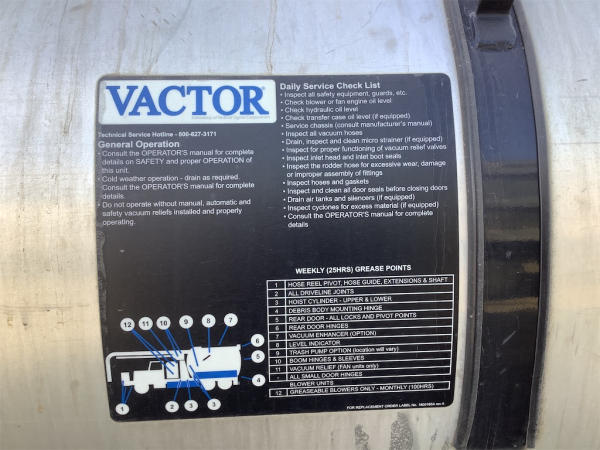 VACTOR
Technical Service Hotline - 800-627-3171
General Operation
• Consult the OPERATOR'S manual for complete
details on SAFETY and proper OPERATION of
this unit.
• Cold weather operation - drain as required.
Consult the OPERATOR'S manual for complete
details.
• Do not operate without manual, automatic and
safety vacuum reliefs installed and properly
operating.
Daily Service Check List
• Inspect all safety equipment, guards, etc.
• Check blower or fan engine oil level
• Check hydraulic oil level
• Check transfer case oil level (if equipped)
• Service chassis (consult manufacturer's manual)
• Inspect all vacuum hoses
• Drain, inspect and clean micro strainer (if equipped)
• Inspect for proper functioning of vacuum relief valves
• Inspect inlet head and inlet boot seals
• Inspect the rodder hose for excessive wear, damage
or improper assembly of fittings
• Inspect hoses and gaskets
• Inspect and clean all door seals before closing doors
• Drain air tanks and silencers (if equipped)
• Inspect cyclones for excess material (if equipped)
• Consult the OPERATOR'S manual for complete
details
WEEKLY (25HRS) GREASE POINTS
1 HOSE REEL PIVOT, HOSE GUIDE, EXTENSIONS & SHAFT
2 ALL DRIVELINE JOINTS
3 HOIST CYLINDER - UPPER & LOWER
4 DEBRIS BODY MOUNTING HINGE
5 REAR DOOR - ALL LOCKS AND PIVOT POINTS
6 REAR DOOR HINGES
7 VACUUM ENHANCER (OPTION)
8 LEVEL INDICATOR
9 TRASH PUMP OPTION (location will vary)
10 BOOM HINGES & SLEEVES
11 VACUUM RELIEF (FAN units only)
- ALL SMALL DOOR HINGES
BLOWER UNITS
12 GREASEABLE BLOWERS ONLY - MONTHLY (100HRS)
12 11 10 9 8 7
6
5
4
1 2 3 3